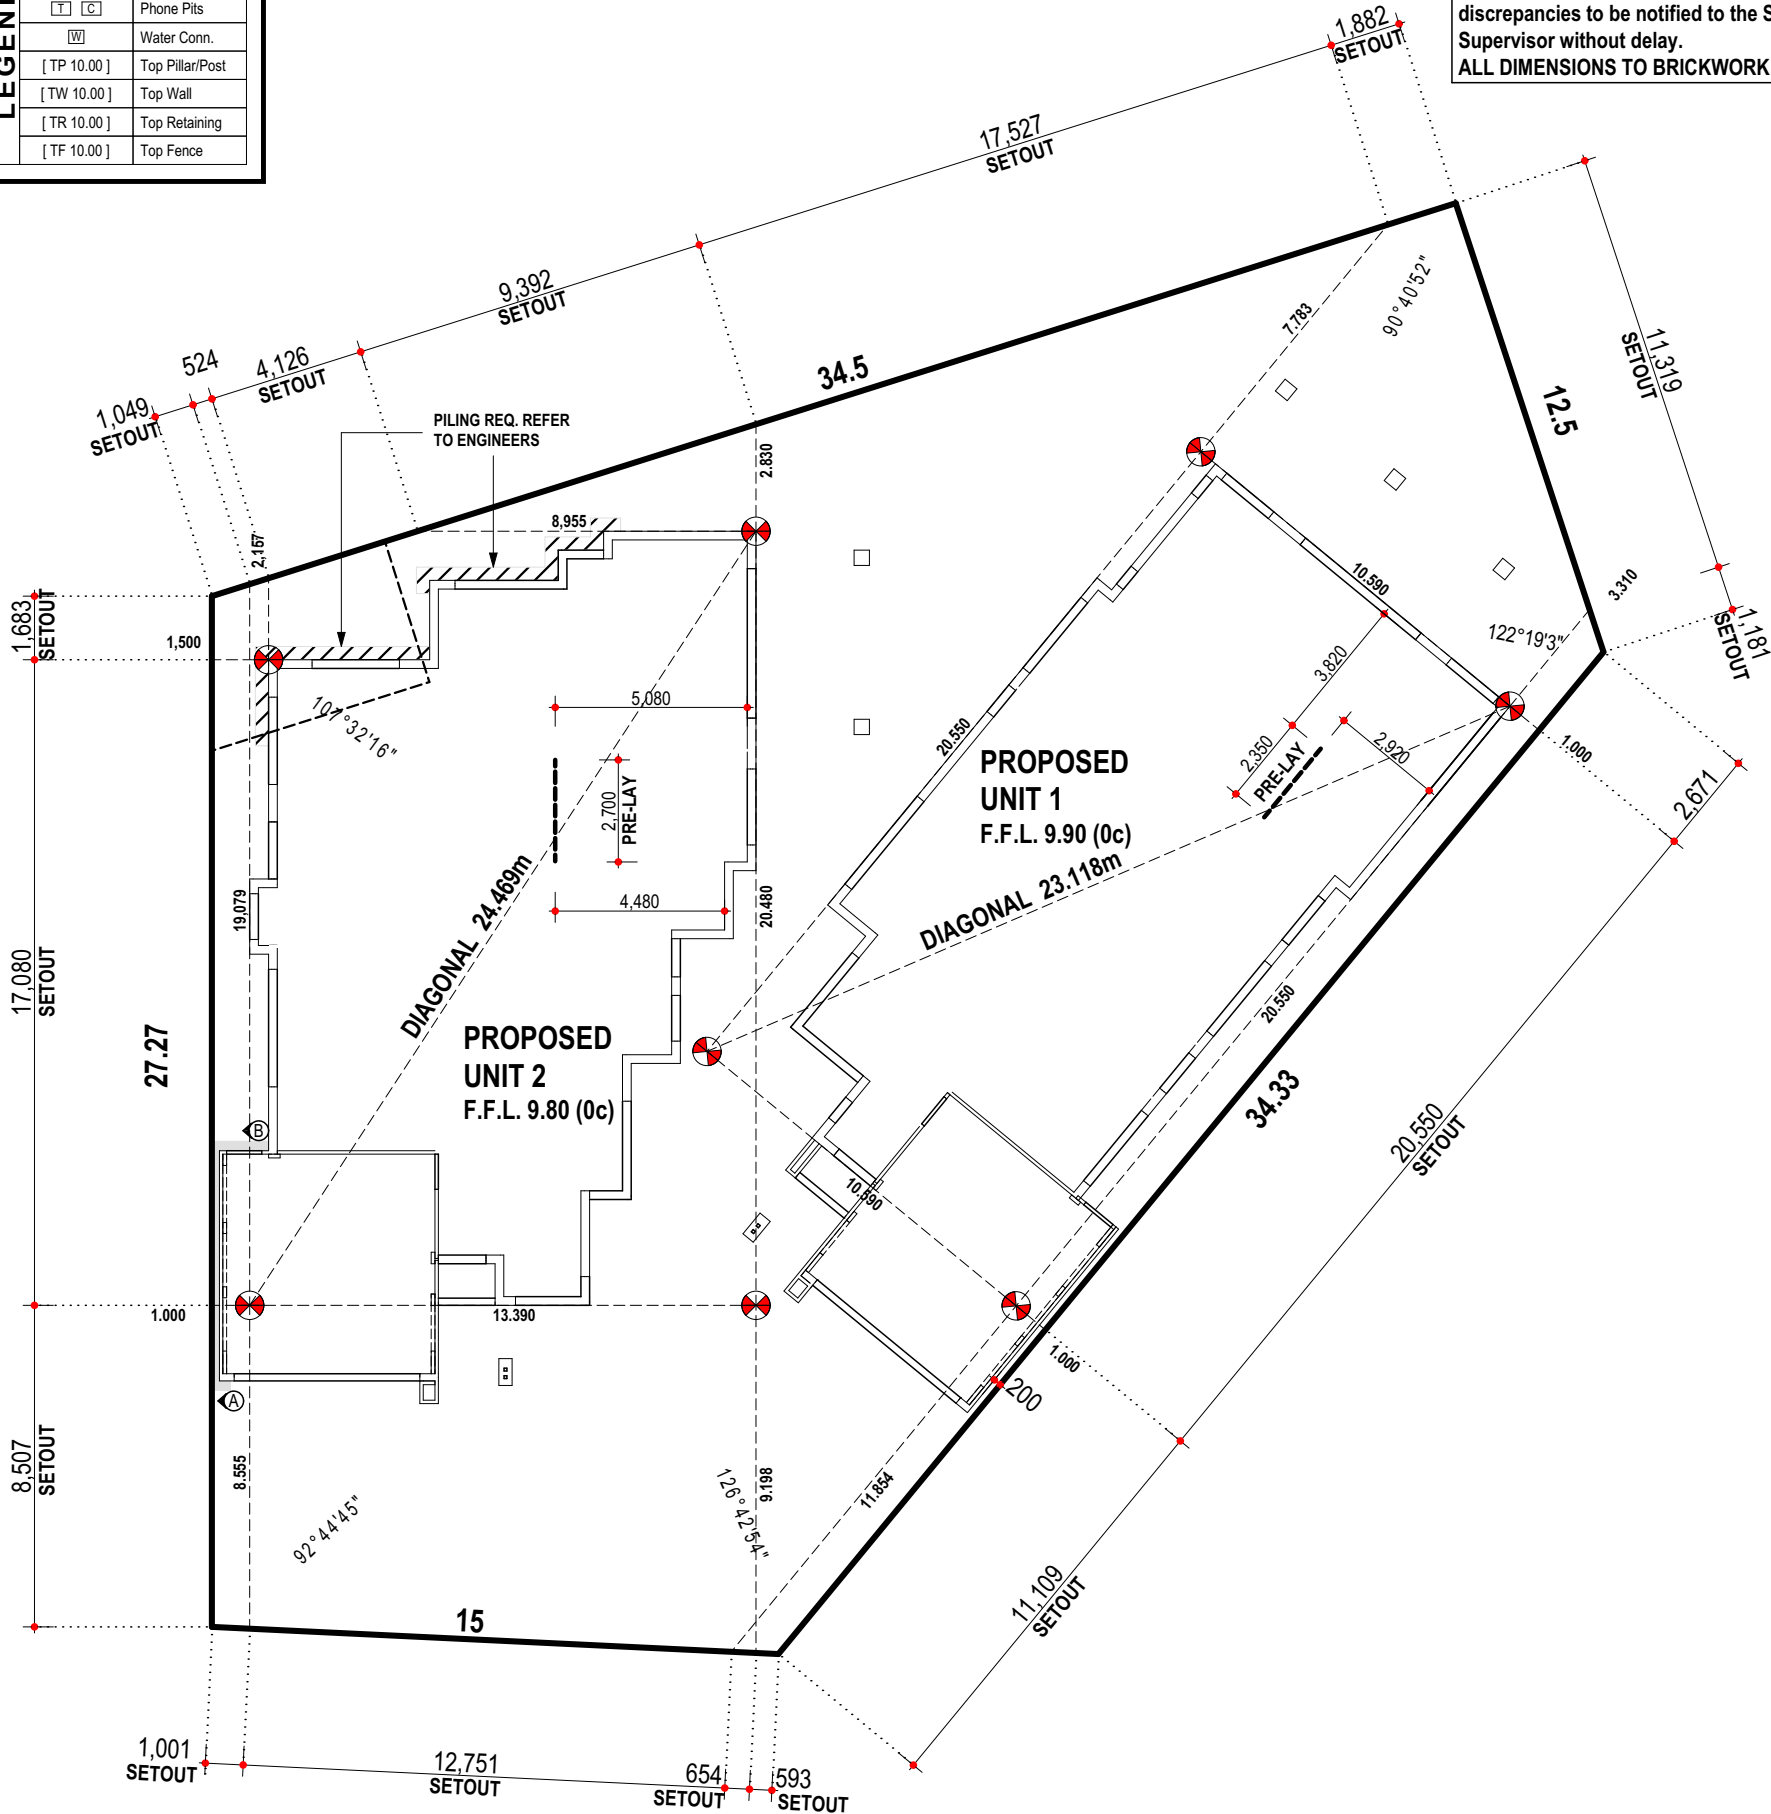 LEGEN
T C Phone Pits
W Water Conn.
[ TP 10.00 ] Top Pillar/Post
[ TW 10.00 ] Top Wall
[ TR 10.00 ] Top Retaining
[ TF 10.00 ] Top Fence
discrepancies to be notified to the S
Supervisor without delay.
ALL DIMENSIONS TO BRICKWORK
1,882
SETOUT
17,527
SETOUT
9,392
SETOUT
524
4,126
SETOUT
1,049
SETOUT
PILING REQ. REFER
TO ENGINEERS
34.5
7.783
90°40'52"
11,319
SETOUT
12.5
2.830
8,955
2,157
1,683
SETOUT
1,500
107°32'16"
10.590
3.310
122°19'3"
1,181
SETOUT
3,820
5,080
20.550
2,350
PRE-LAY
2,920
1.000
2,671
PROPOSED
UNIT 1
F.F.L. 9.90 (0c)
2,700
PRE-LAY
DIAGONAL 23.118m
DIAGONAL 24.469m
4,480
20.480
19,079
17,080
SETOUT
20.550
PROPOSED
UNIT 2
F.F.L. 9.80 (0c)
27.27
34.33
B
20,550
SETOUT
10.590
1.000
13.390
1.000
200
A
8,507
SETOUT
8.555
92°44'45"
126°42'54"
9.198
11.854
11,109
SETOUT
15
1,001
SETOUT
12,751
SETOUT
654
SETOUT
593
SETOUT